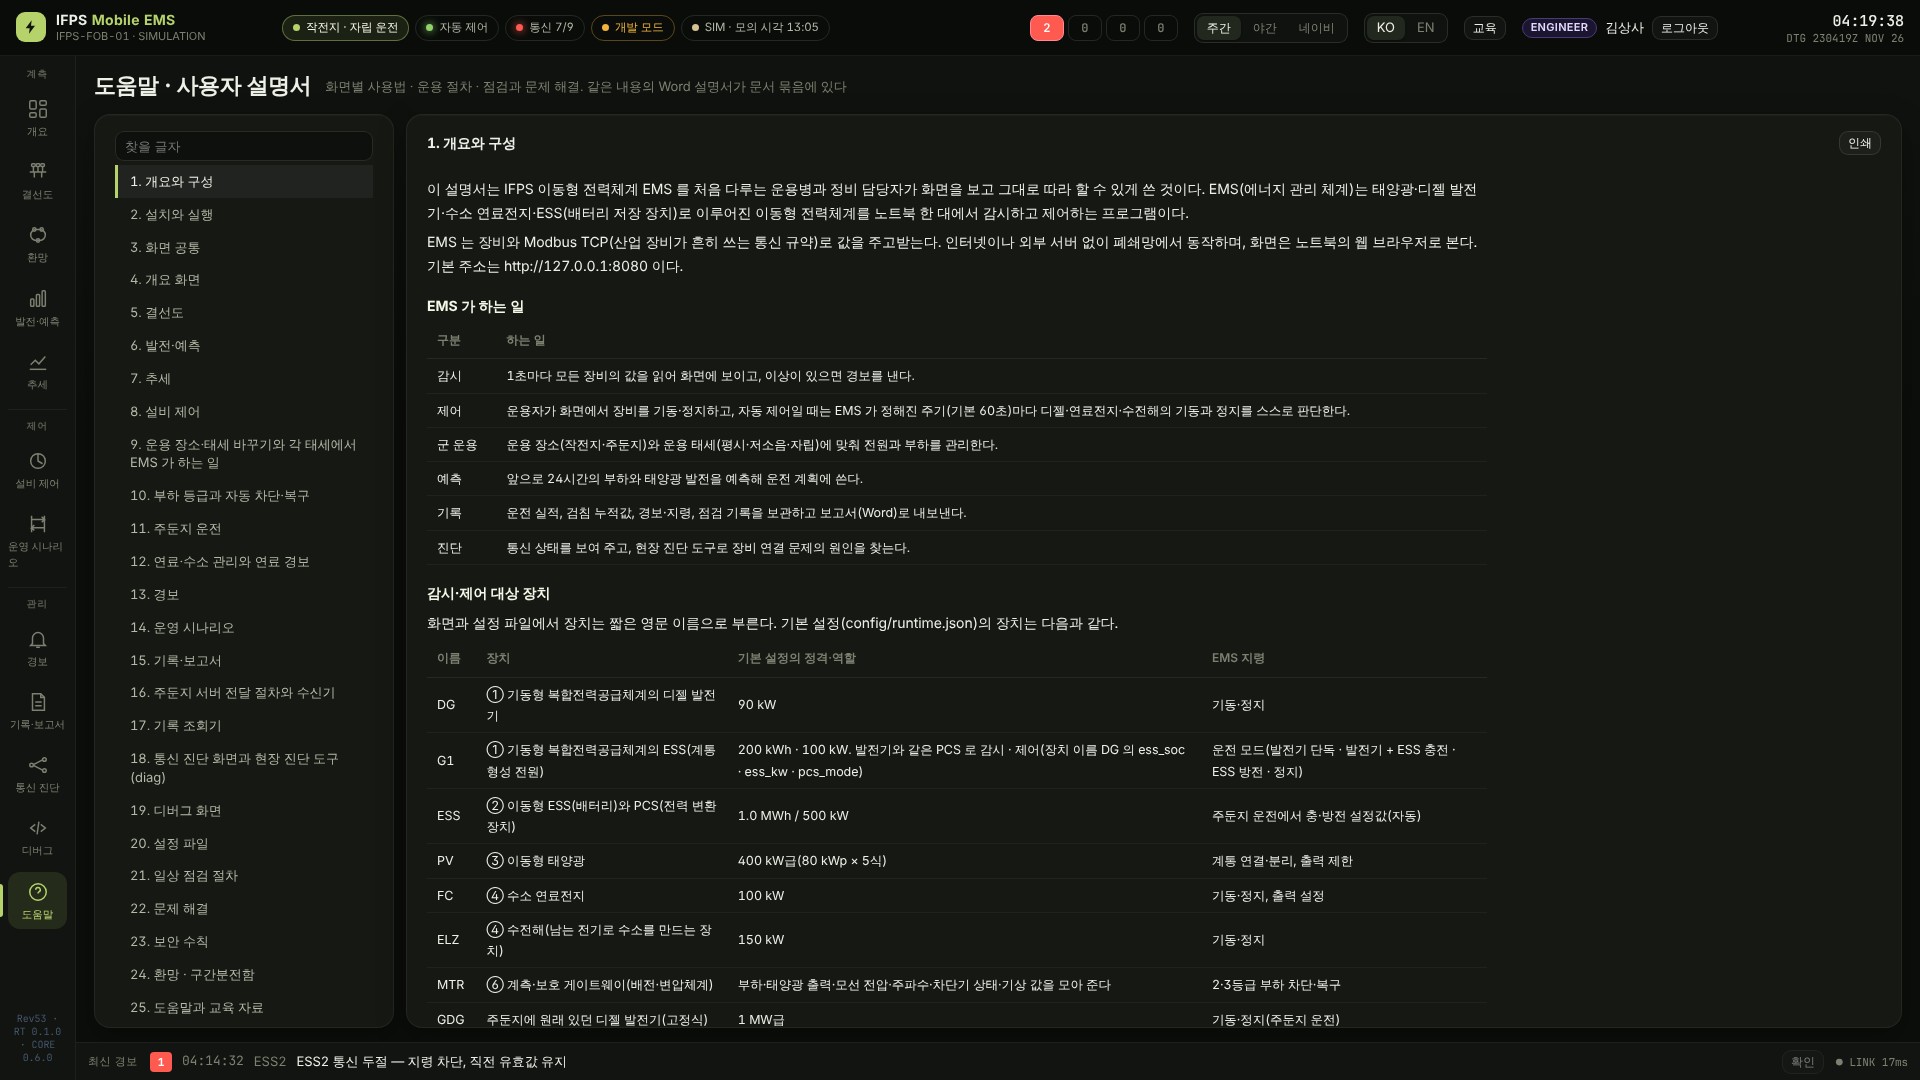 IFPS Mobile EMS
IFPS-FOB-01 · SIMULATION
작전지 · 자립 운전
자동 제어
통신 7/9
개발 모드
SIM · 모의 시각 13:05
2
0
0
0
주간
야간
네이비
KO
EN
교육
ENGINEER
김상사
로그아웃
04:19:38
DTG 230419Z NOV 26
계측
개요
결선도
환망
발전·예측
추세
제어
설비 제어
운영 시나리
오
관리
경보
기록·보고서
통신 진단
디버그
도움말
Rev53 ·
RT 0.1.0
· CORE
0.6.0
도움말 · 사용자 설명서
화면별 사용법 · 운용 절차 · 점검과 문제 해결. 같은 내용의 Word 설명서가 문서 묶음에 있다
찾을 글자
1. 개요와 구성
2. 설치와 실행
3. 화면 공통
4. 개요 화면
5. 결선도
6. 발전·예측
7. 추세
8. 설비 제어
9. 운용 장소·태세 바꾸기와 각 태세에서
EMS 가 하는 일
10. 부하 등급과 자동 차단·복구
11. 주둔지 운전
12. 연료·수소 관리와 연료 경보
13. 경보
14. 운영 시나리오
15. 기록·보고서
16. 주둔지 서버 전달 절차와 수신기
17. 기록 조회기
18. 통신 진단 화면과 현장 진단 도구
(diag)
19. 디버그 화면
20. 설정 파일
21. 일상 점검 절차
22. 문제 해결
23. 보안 수칙
24. 환망 · 구간분전함
25. 도움말과 교육 자료
1. 개요와 구성
인쇄
이 설명서는 IFPS 이동형 전력체계 EMS 를 처음 다루는 운용병과 정비 담당자가 화면을 보고 그대로 따라 할 수 있게 쓴 것이다. EMS(에너지 관리 체계)는 태양광·디젤 발전
기·수소 연료전지·ESS(배터리 저장 장치)로 이루어진 이동형 전력체계를 노트북 한 대에서 감시하고 제어하는 프로그램이다.
EMS 는 장비와 Modbus TCP(산업 장비가 흔히 쓰는 통신 규약)로 값을 주고받는다. 인터넷이나 외부 서버 없이 폐쇄망에서 동작하며, 화면은 노트북의 웹 브라우저로 본다.
기본 주소는 http://127.0.0.1:8080 이다.
EMS 가 하는 일
구분 하는 일
감시 1초마다 모든 장비의 값을 읽어 화면에 보이고, 이상이 있으면 경보를 낸다.
제어 운용자가 화면에서 장비를 기동·정지하고, 자동 제어일 때는 EMS 가 정해진 주기(기본 60초)마다 디젤·연료전지·수전해의 기동과 정지를 스스로 판단한다.
군 운용 운용 장소(작전지·주둔지)와 운용 태세(평시·저소음·자립)에 맞춰 전원과 부하를 관리한다.
예측 앞으로 24시간의 부하와 태양광 발전을 예측해 운전 계획에 쓴다.
기록 운전 실적, 검침 누적값, 경보·지령, 점검 기록을 보관하고 보고서(Word)로 내보낸다.
진단 통신 상태를 보여 주고, 현장 진단 도구로 장비 연결 문제의 원인을 찾는다.
감시·제어 대상 장치
화면과 설정 파일에서 장치는 짧은 영문 이름으로 부른다. 기본 설정(config/runtime.json)의 장치는 다음과 같다.
이름 장치 기본 설정의 정격·역할 EMS 지령
DG ① 기동형 복합전력공급체계의 디젤 발전
기 90 kW 기동·정지
G1 ① 기동형 복합전력공급체계의 ESS(계통
형성 전원) 200 kWh · 100 kW. 발전기와 같은 PCS 로 감시 · 제어(장치 이름 DG 의 ess_soc
· ess_kw · pcs_mode) 운전 모드(발전기 단독 · 발전기 + ESS 충전 ·
ESS 방전 · 정지)
ESS ② 이동형 ESS(배터리)와 PCS(전력 변환
장치) 1.0 MWh / 500 kW 주둔지 운전에서 충·방전 설정값(자동)
PV ③ 이동형 태양광 400 kW급(80 kWp × 5식) 계통 연결·분리, 출력 제한
FC ④ 수소 연료전지 100 kW 기동·정지, 출력 설정
ELZ ④ 수전해(남는 전기로 수소를 만드는 장
치) 150 kW 기동·정지
MTR ⑥ 계측·보호 게이트웨이(배전·변압체계) 부하·태양광 출력·모선 전압·주파수·차단기 상태·기상 값을 모아 준다 2·3등급 부하 차단·복구
GDG 주둔지에 원래 있던 디젤 발전기(고정식) 1 MW급 기동·정지(주둔지 운전)
최신 경보
1
04:14:32
ESS2
ESS2 통신 두절 — 지령 차단, 직전 유효값 유지
확인
LINK 17ms